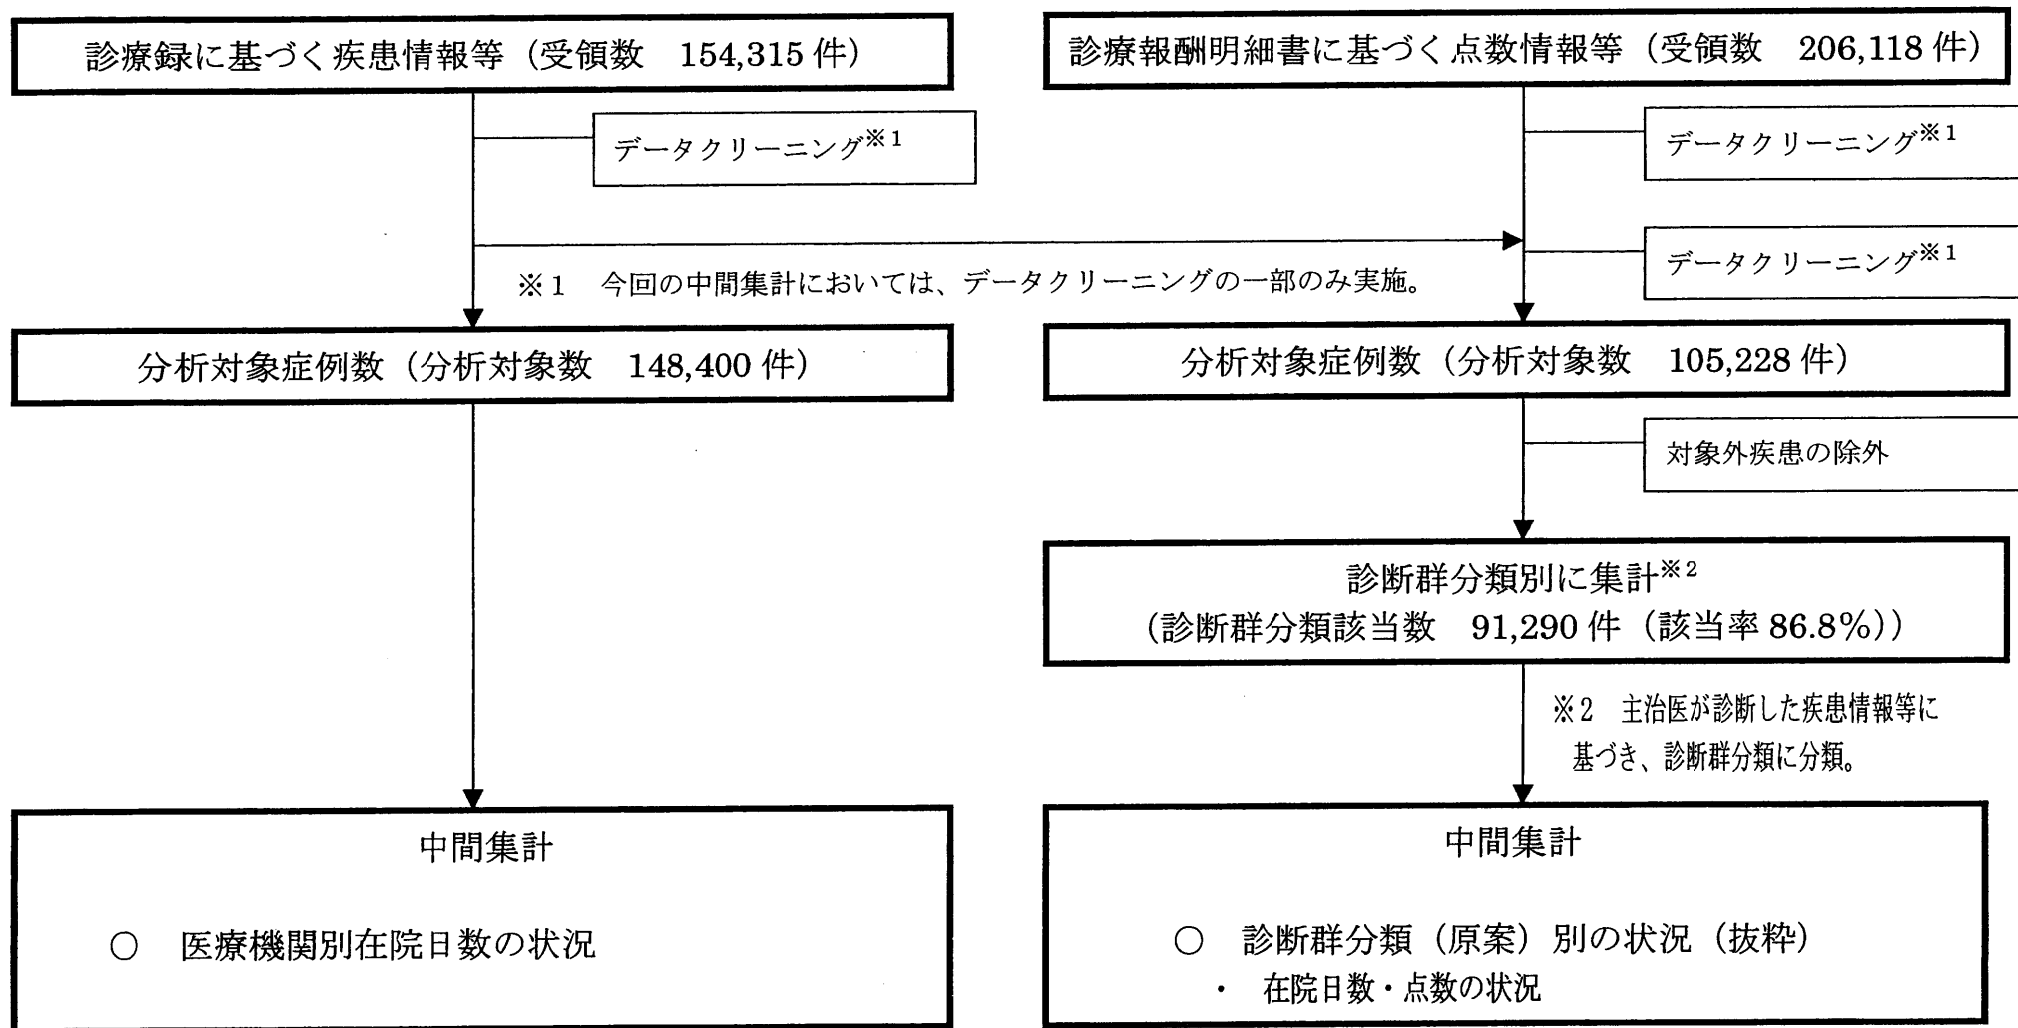 診療録に基づく疾患情報等（受領数　154,315 件）
診療報酬明細書に基づく点数情報等（受領数　206,118 件）
データクリーニング※1
データクリーニング※1
データクリーニング※1
※1　今回の中間集計においては、データクリーニングの一部のみ実施。
分析対象症例数（分析対象数　148,400 件）
分析対象症例数（分析対象数　105,228 件）
対象外疾患の除外
診断群分類別に集計※2
（診断群分類該当数　91,290 件（該当率 86.8%））
※2　主治医が診断した疾患情報等に
基づき、診断群分類に分類。
中間集計
○　医療機関別在院日数の状況
中間集計
○　診断群分類（原案）別の状況（抜粋）
・　在院日数・点数の状況